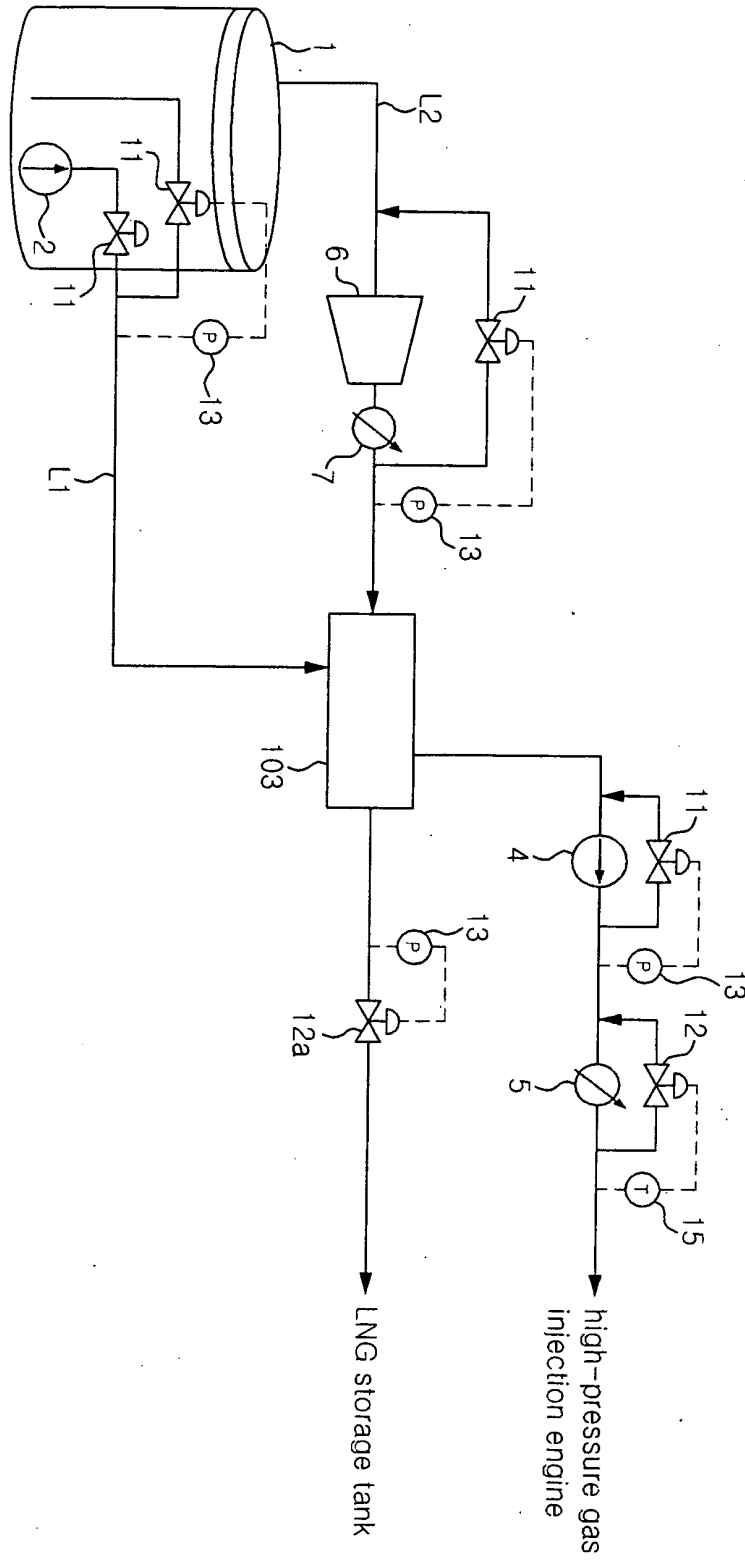 11
13
12
15
4
5
high-pressure gas
injection engine
11
L2
6
7
13
13
12a
LNG storage tank
P
P
P
P
T
1
103
13
11
2
11
L1